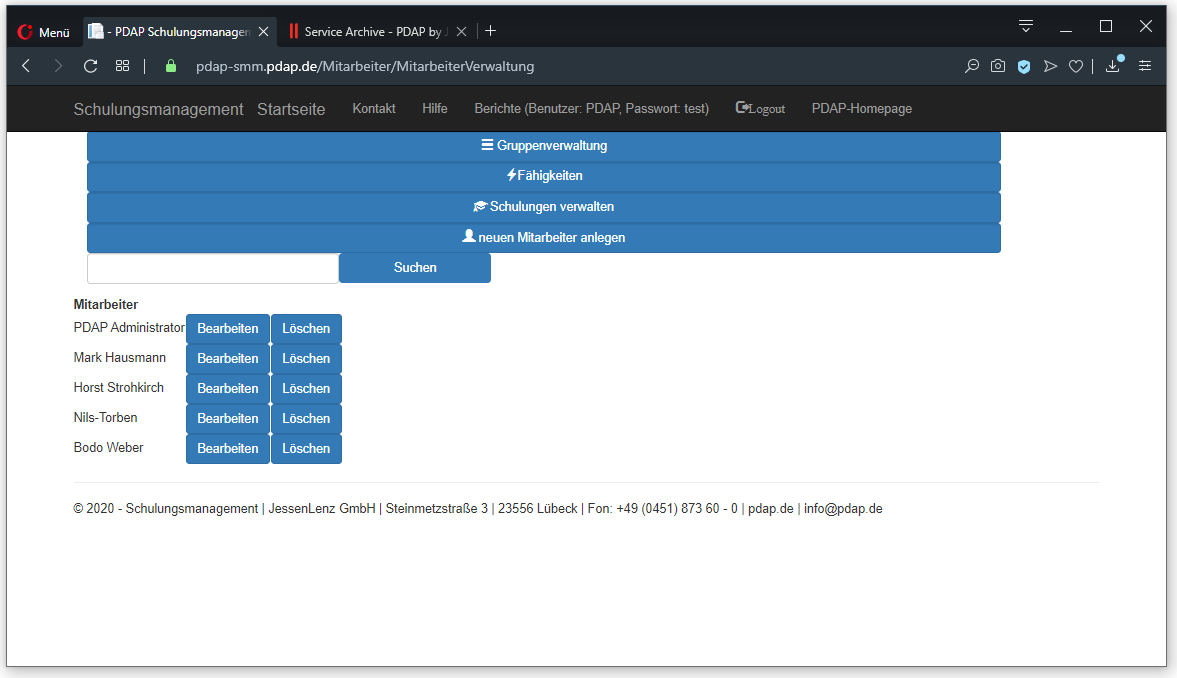 Menü
- PDAP Schulungsmanagen
Service Archive - PDAP by J
pdap-smm.pdap.de/Mitarbeiter/MitarbeiterVerwaltung
Schulungsmanagement Startseite Kontakt Hilfe Berichte (Benutzer: PDAP, Passwort: test) Logout PDAP-Homepage
Gruppenverwaltung
Fähigkeiten
Schulungen verwalten
neuen Mitarbeiter anlegen
Suchen
Mitarbeiter
PDAP Administrator Bearbeiten Löschen
Mark Hausmann Bearbeiten Löschen
Horst Strohkirch Bearbeiten Löschen
Nils-Torben Bearbeiten Löschen
Bodo Weber Bearbeiten Löschen
© 2020 - Schulungsmanagement | JessenLenz GmbH | Steinmetzstraße 3 | 23556 Lübeck | Fon: +49 (0451) 873 60 - 0 | pdap.de | info@pdap.de